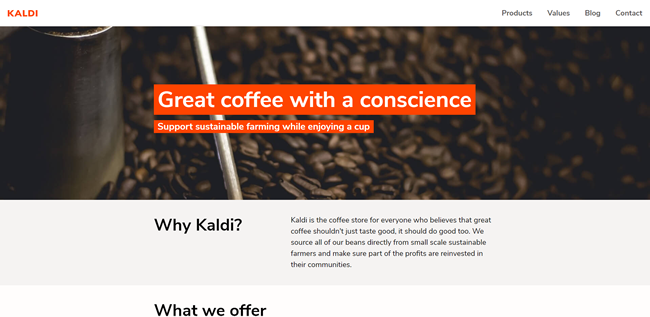 KALDI
Products Values Blog Contact
Great coffee with a conscience
Support sustainable farming while enjoying a cup
Why Kaldi?
Kaldi is the coffee store for everyone who believes that great
coffee shouldn't just taste good, it should do good too. We
source all of our beans directly from small scale sustainable
farmers and make sure part of the profits are reinvested in
their communities.
What we offer